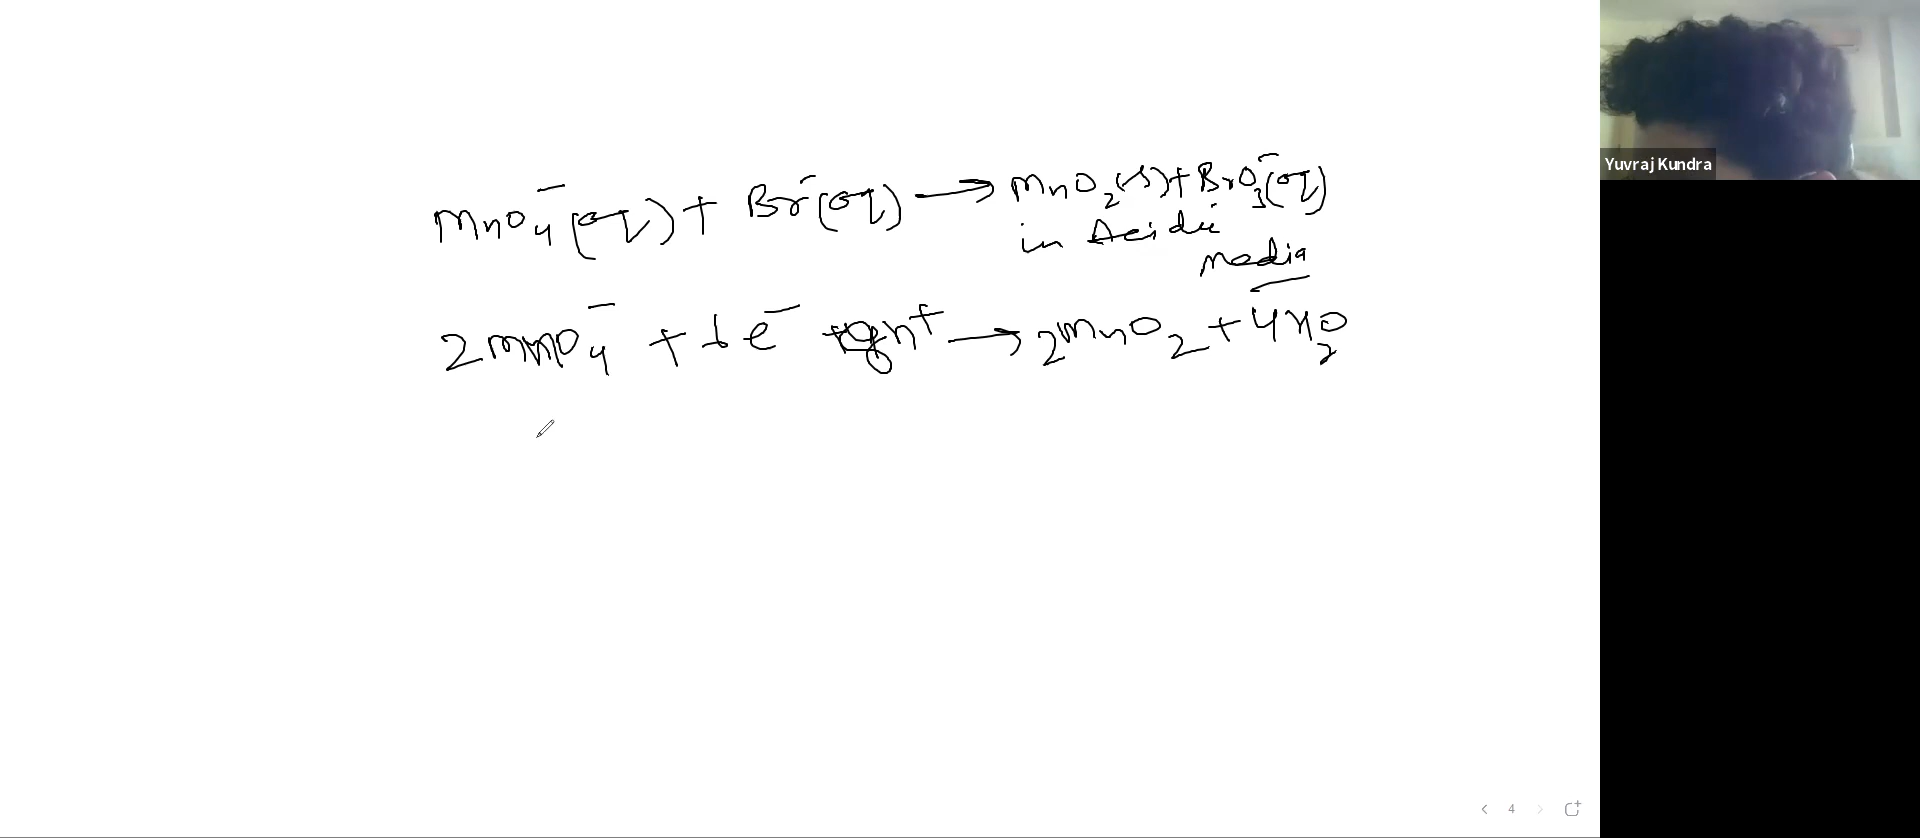 MnO₄⁻(aq) + Br⁻(aq) → MnO₂(s) + BrO₃⁻(aq)
in Acidic
media
2MnO₄⁻ + 6e⁻ + 8H⁺ → 2MnO₂ + 4H₂O
Yuvraj Kundra
4